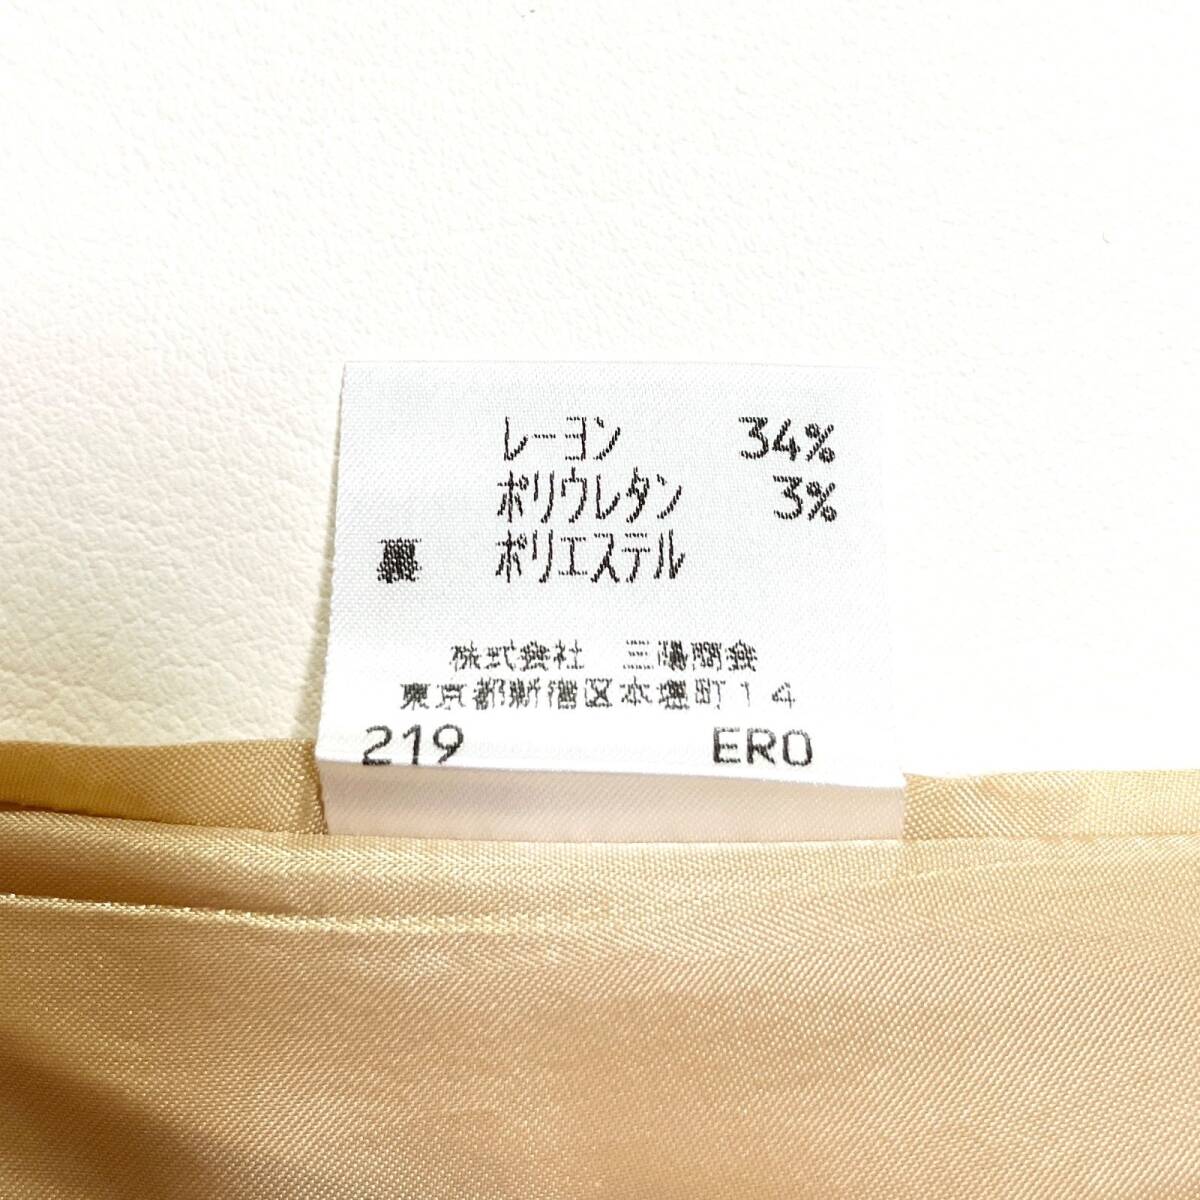 レーヨン 34%
ポリウレタン 3%
裏 ポリエステル
株式会社 三陽商会
東京都新宿区本塩町14
219 ERO